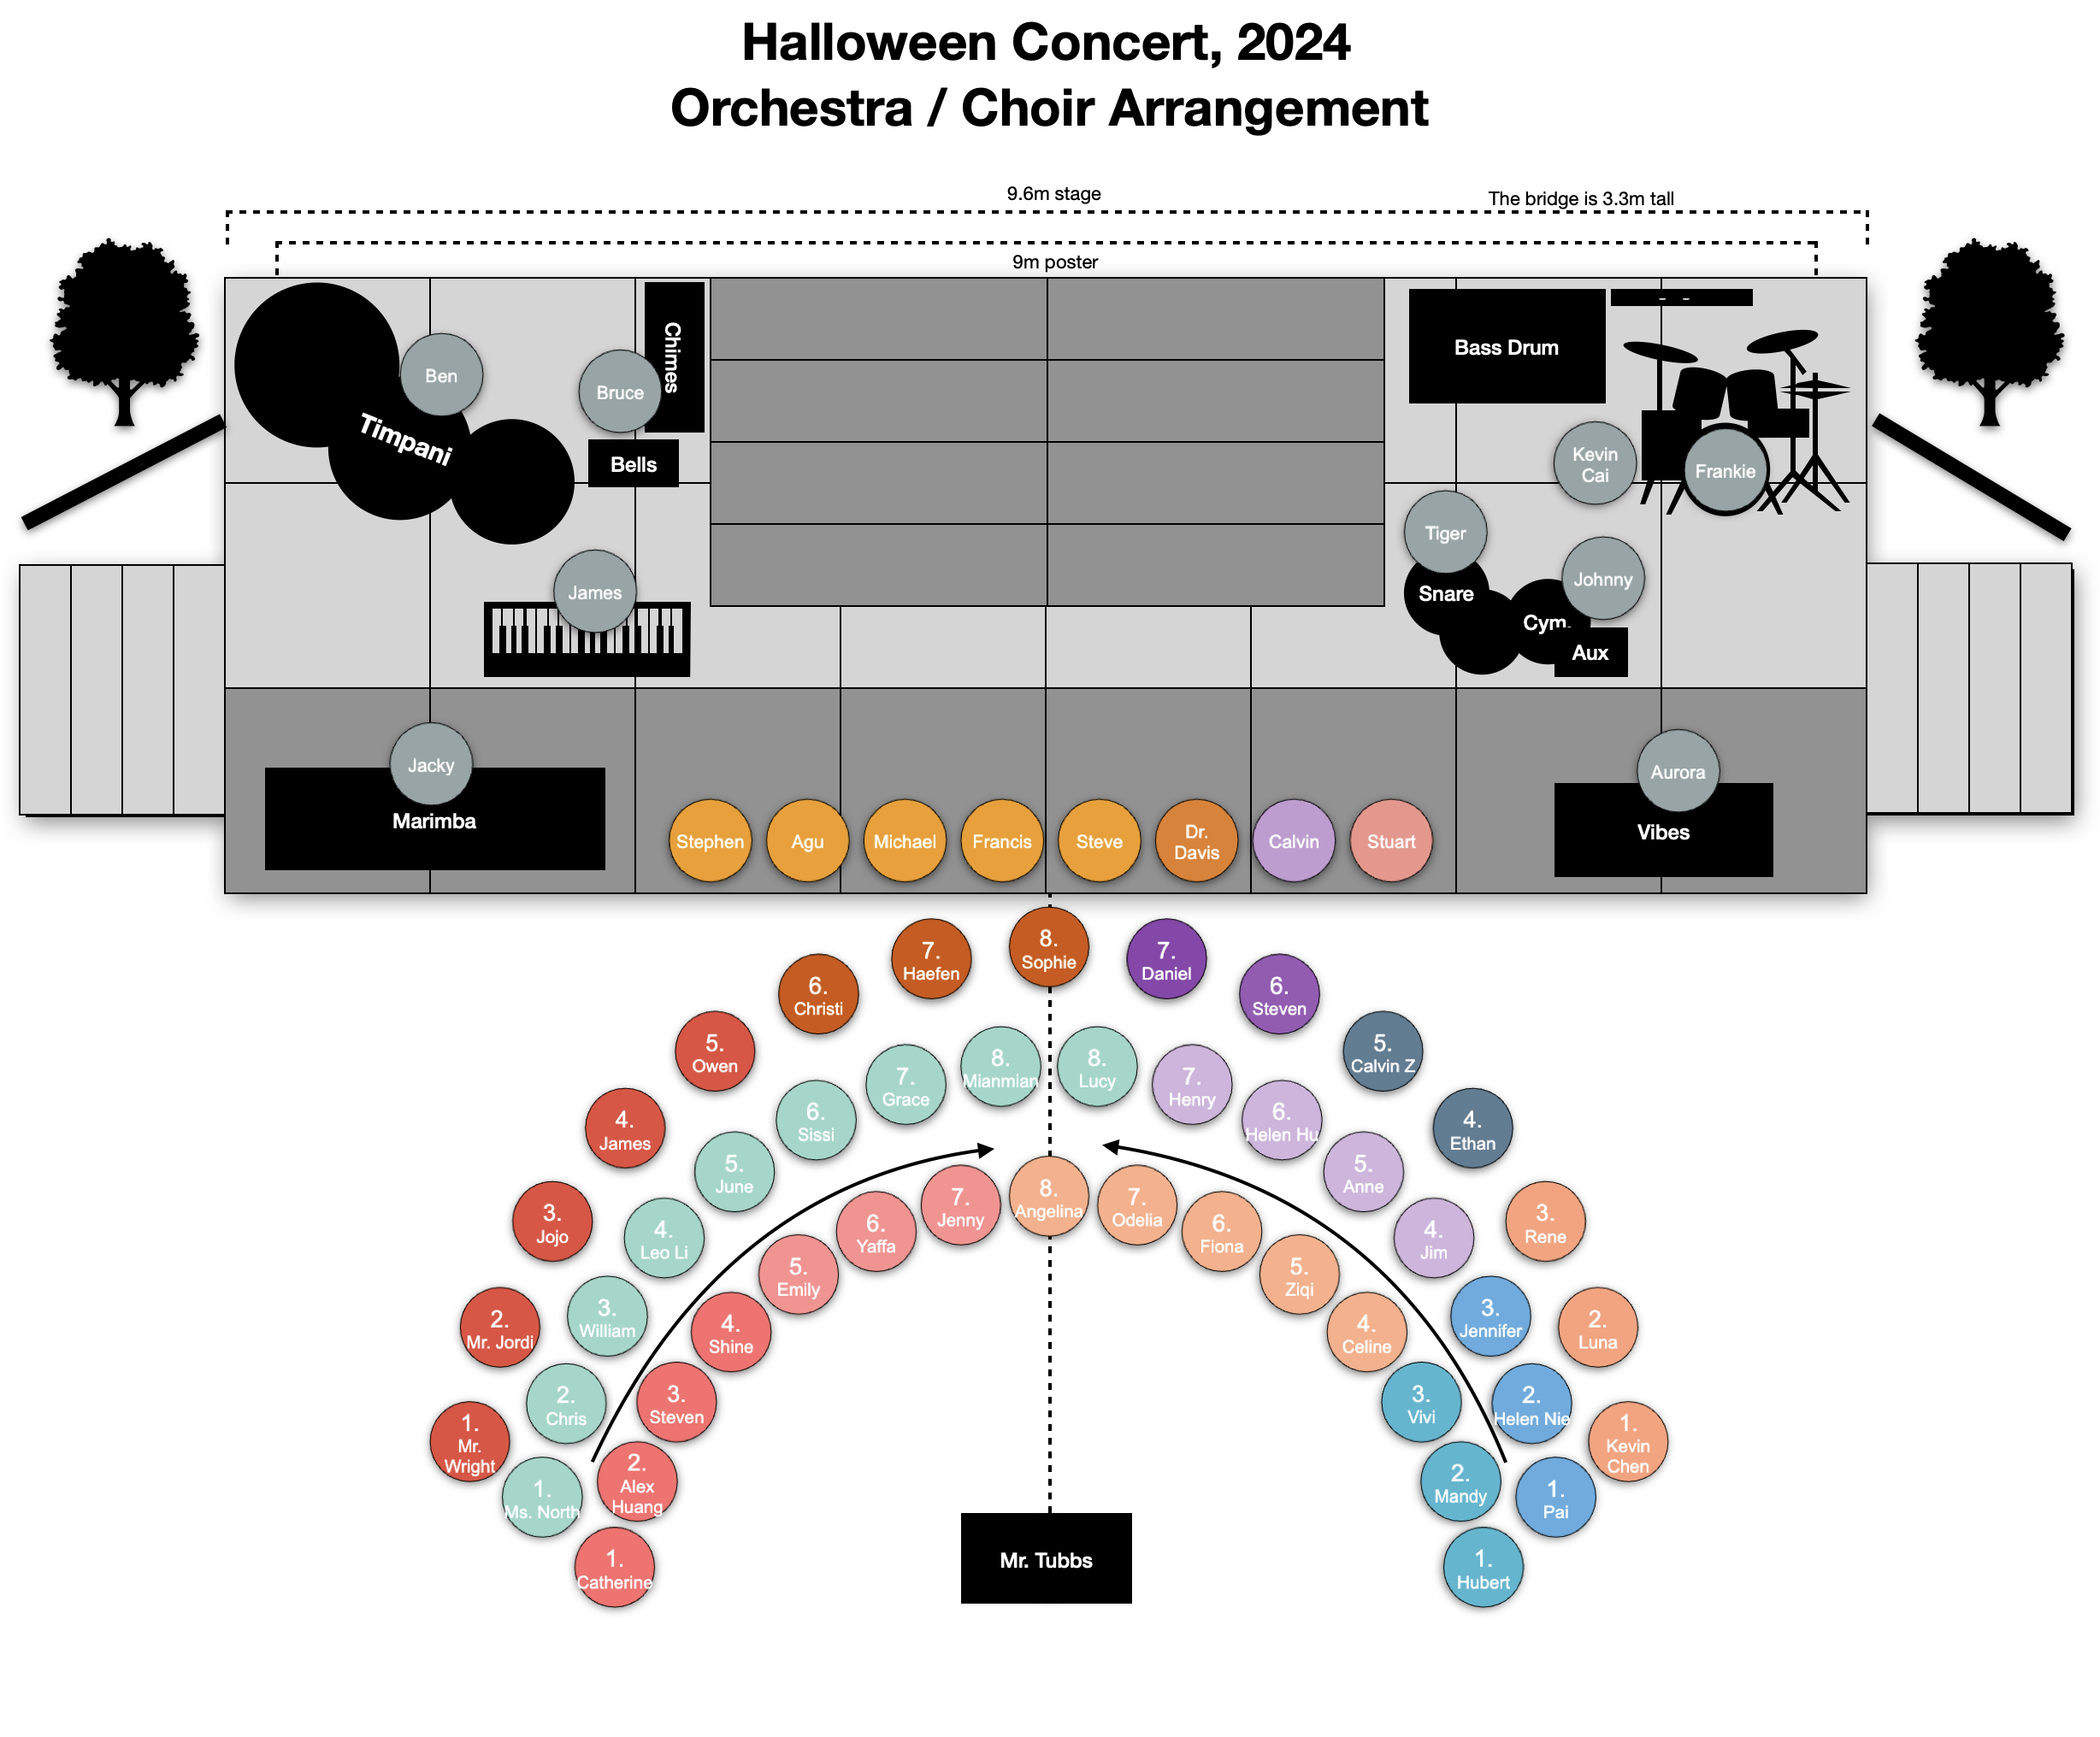 Halloween Concert, 2024
Orchestra / Choir Arrangement
9.6m stage
The bridge is 3.3m tall
9m poster
Chimes
Bass Drum
Ben
Bruce
Timpani
Bells
Kevin
Cai
Frankie
Tiger
James
Johnny
Snare
Cym.
Aux
Jacky
Aurora
Marimba
Vibes
Stephen
Agu
Michael
Francis
Steve
Dr.
Davis
Calvin
Stuart
8.
Sophie
7.
Haefen
7.
Daniel
6.
Christi
6.
Steven
5.
Owen
5.
Calvin Z
4.
James
4.
Ethan
3.
Jojo
3.
Rene
2.
Mr. Jordi
2.
Luna
1.
Mr.
Wright
1.
Kevin
Chen
8.
Mianmian
8.
Lucy
7.
Grace
7.
Henry
6.
Sissi
6.
Helen Hu
5.
June
5.
Anne
4.
Leo Li
4.
Jim
3.
William
3.
Jennifer
2.
Chris
2.
Helen Nie
1.
Ms. North
1.
Pai
8.
Angelina
7.
Jenny
7.
Odelia
6.
Yaffa
6.
Fiona
5.
Emily
5.
Ziqi
4.
Shine
4.
Celine
3.
Steven
3.
Vivi
2.
Alex
Huang
2.
Mandy
1.
Catherine
1.
Hubert
Mr. Tubbs